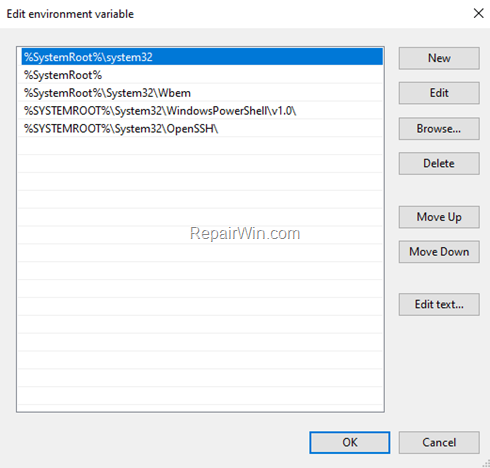 Edit environment variable
%SystemRoot%\system32
%SystemRoot%
%SystemRoot%\System32\Wbem
%SYSTEMROOT%\System32\WindowsPowerShell\v1.0\
%SYSTEMROOT%\System32\OpenSSH\
New
Edit
Browse...
Delete
Move Up
Move Down
Edit text...
RepairWin.com
OK
Cancel